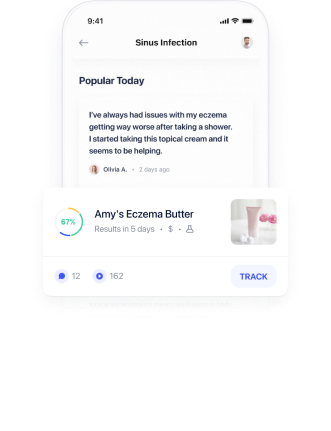 9:41
Sinus Infection
Popular Today
I've always had issues with my eczema
getting way worse after taking a shower.
I started taking this topical cream and it
seems to be helping.
Olivia A. • 2 days ago
67%
Amy's Eczema Butter
Results in 5 days • $ •
12
162
TRACK